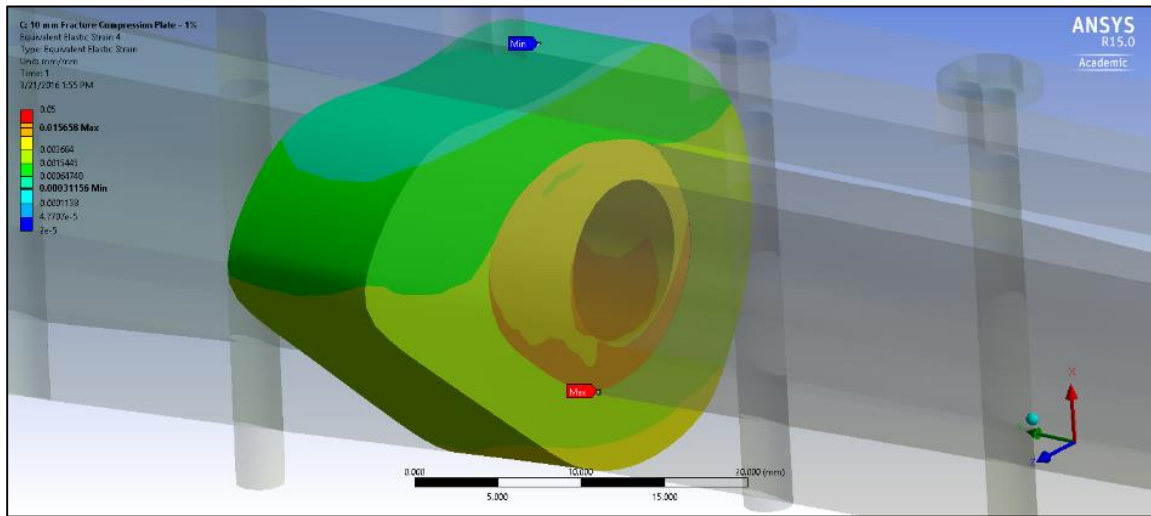 C: 10 mm Fracture Compression Plate - 1%
Equivalent Elastic Strain 4
Type: Equivalent Elastic Strain
Unit: mm/mm
Time: 1
3/21/2016 1:55 PM
0.05
0.015658 Max
0.003684
0.0015445
0.00064748
0.00031156 Min
4.7707e-5
2e-5
Min
Max
ANSYS
R15.0
Academic
0.000
10.000
20.000 (mm)
5.000
15.000
X
Z